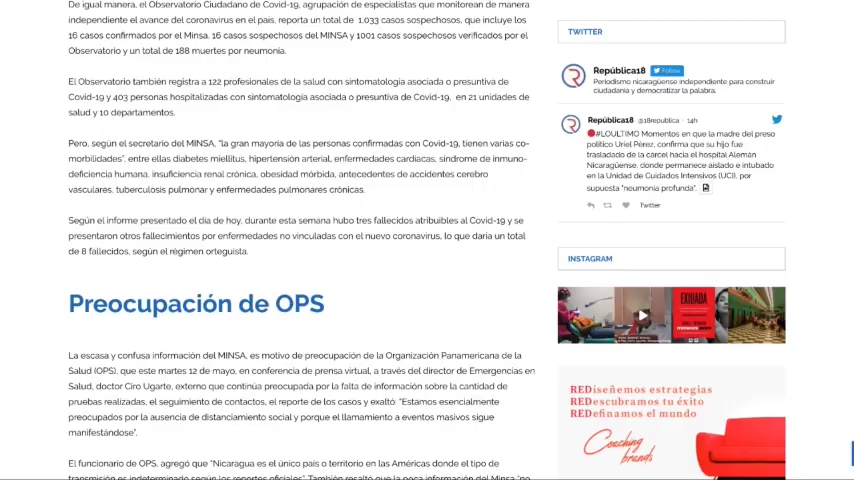 De igual manera, el Observatorio Ciudadano de Covid-19, agrupación de especialistas que monitorean de manera
independiente el avance del coronavirus en el país, reporta un total de 1,033 casos sospechosos, que incluye los
16 casos confirmados por el Minsa, 16 casos sospechosos del MINSA y 1001 casos sospechosos verificados por el
Observatorio y un total de 188 muertes por neumonía.
El Observatorio también registra a 122 profesionales de la salud con sintomatología asociada o presuntiva de
Covid-19 y 403 personas hospitalizadas con sintomatología asociada o presuntiva de Covid-19, en 21 unidades de
salud y 10 departamentos.
Pero, según el secretario del MINSA, "la gran mayoría de las personas confirmadas con Covid-19, tienen varias co-
morbilidades", entre ellas diabetes miellitus, hipertensión arterial, enfermedades cardíacas, síndrome de inmuno-
deficiencia humana, insuficiencia renal crónica, obesidad mórbida, antecedentes de accidentes cerebro
vasculares, tuberculosis pulmonar y enfermedades pulmonares crónicas.
Según el informe presentado el día de hoy, durante esta semana hubo tres fallecidos atribuibles al Covid-19 y se
presentaron otros fallecimientos por enfermedades no vinculadas con el nuevo coronavirus, lo que daría un total
de 8 fallecidos, según el régimen orteguista.
Preocupación de OPS
La escasa y confusa información del MINSA, es motivo de preocupación de la Organización Panamericana de la
Salud (OPS), que este martes 12 de mayo, en conferencia de prensa virtual, a través del director de Emergencias en
Salud, doctor Ciro Ugarte, externo que continúa preocupada por la falta de información sobre la cantidad de
pruebas realizadas, el seguimiento de contactos, el reporte de los casos y exaltó: "Estamos esencialmente
preocupados por la ausencia de distanciamiento social y porque el llamamiento a eventos masivos sigue
manifestándose".
El funcionario de OPS, agregó que "Nicaragua es el único país o territorio en las Américas donde el tipo de
transmisión es indeterminado según los reportes oficiales". También resaltó que la poca información del Minsa "no
TWITTER
República18 Follow
Periodismo nicaragüense independiente para construir
ciudadanía y democratizar la palabra.
República18 @18republica · 14h
#LOULTIMO Momentos en que la madre del preso
político Uriel Pérez, confirma que su hijo fue
trasladado de la cárcel hacia el hospital Alemán
Nicaragüense, donde permanece aislado e intubado
en la Unidad de Cuidados Intensivos (UCI), por
supuesta "neumonía profunda".
Twitter
INSTAGRAM
EXILIADA
REDiseñemos estrategias
REDescubramos tu éxito
REDefinamos el mundo
Coaching
brands